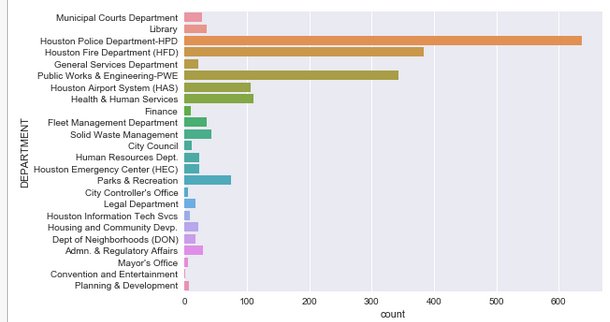 Municipal Courts Department
Library
Houston Police Department-HPD
Houston Fire Department (HFD)
General Services Department
Public Works & Engineering-PWE
Houston Airport System (HAS)
Health & Human Services
Finance
Fleet Management Department
Solid Waste Management
City Council
Human Resources Dept.
Houston Emergency Center (HEC)
Parks & Recreation
City Controller's Office
Legal Department
Houston Information Tech Svcs
Housing and Community Devp.
Dept of Neighborhoods (DON)
Admn. & Regulatory Affairs
Mayor's Office
Convention and Entertainment
Planning & Development
DEPARTMENT
0 100 200 300 400 500 600
count